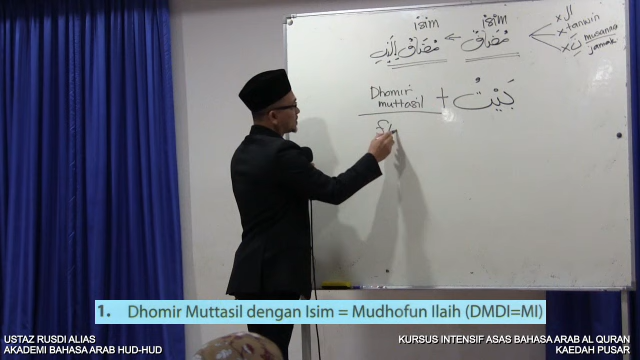 isim isim x ال
مُضَافٌ إِلَيْهِ ← مُضَافٌ x tanwin
x نِ musanna
jamak
Dhomir
muttasil + بَيْتُ
1. Dhomir Muttasil dengan Isim = Mudhofun Ilaih (DMDI=MI)
USTAZ RUSDI ALIAS
AKADEMI BAHASA ARAB HUD-HUD
KURSUS INTENSIF ASAS BAHASA ARAB AL QURAN
KAEDAH PUSAR